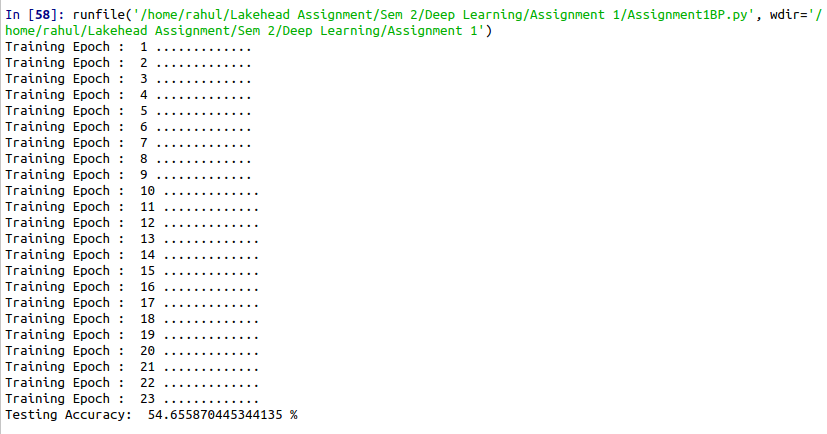 In [58]: runfile('/home/rahul/Lakehead Assignment/Sem 2/Deep Learning/Assignment 1/Assignment1BP.py', wdir='/
home/rahul/Lakehead Assignment/Sem 2/Deep Learning/Assignment 1')
Training Epoch :  1 .............
Training Epoch :  2 .............
Training Epoch :  3 .............
Training Epoch :  4 .............
Training Epoch :  5 .............
Training Epoch :  6 .............
Training Epoch :  7 .............
Training Epoch :  8 .............
Training Epoch :  9 .............
Training Epoch :  10 .............
Training Epoch :  11 .............
Training Epoch :  12 .............
Training Epoch :  13 .............
Training Epoch :  14 .............
Training Epoch :  15 .............
Training Epoch :  16 .............
Training Epoch :  17 .............
Training Epoch :  18 .............
Training Epoch :  19 .............
Training Epoch :  20 .............
Training Epoch :  21 .............
Training Epoch :  22 .............
Training Epoch :  23 .............
Testing Accuracy:  54.655870445344135 %